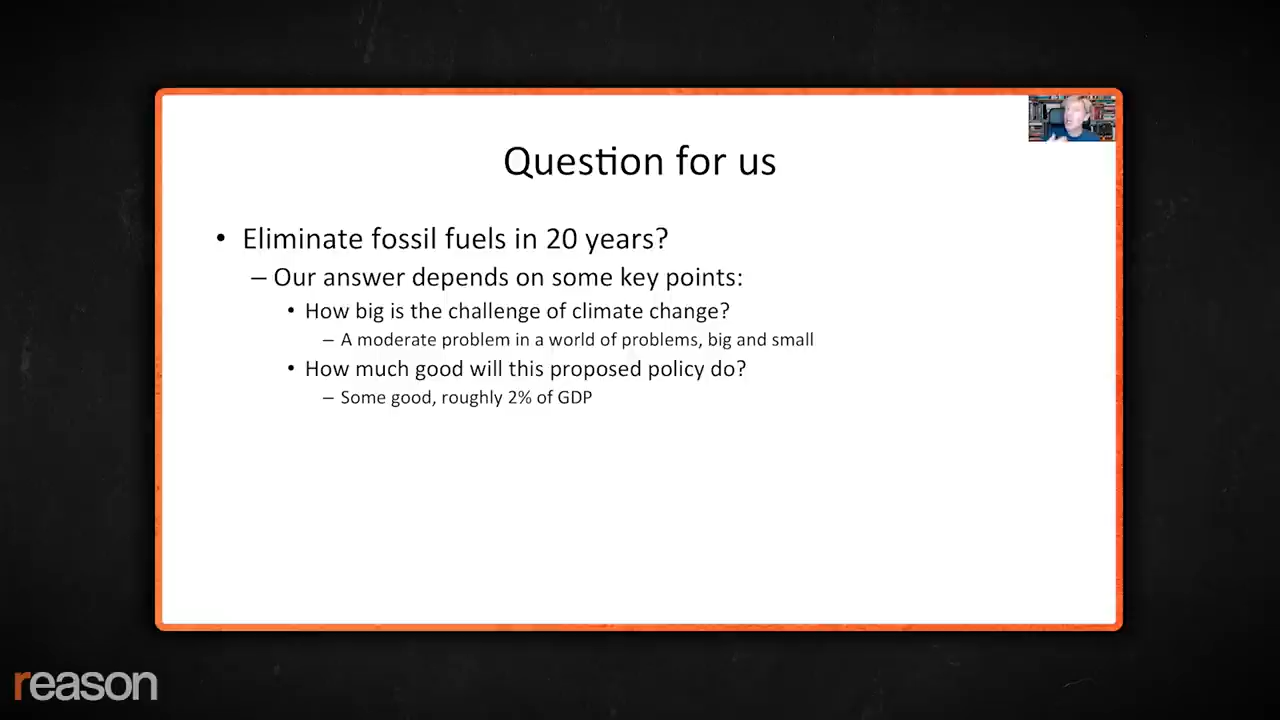 Question for us
• Eliminate fossil fuels in 20 years?
– Our answer depends on some key points:
• How big is the challenge of climate change?
– A moderate problem in a world of problems, big and small
• How much good will this proposed policy do?
– Some good, roughly 2% of GDP
reason